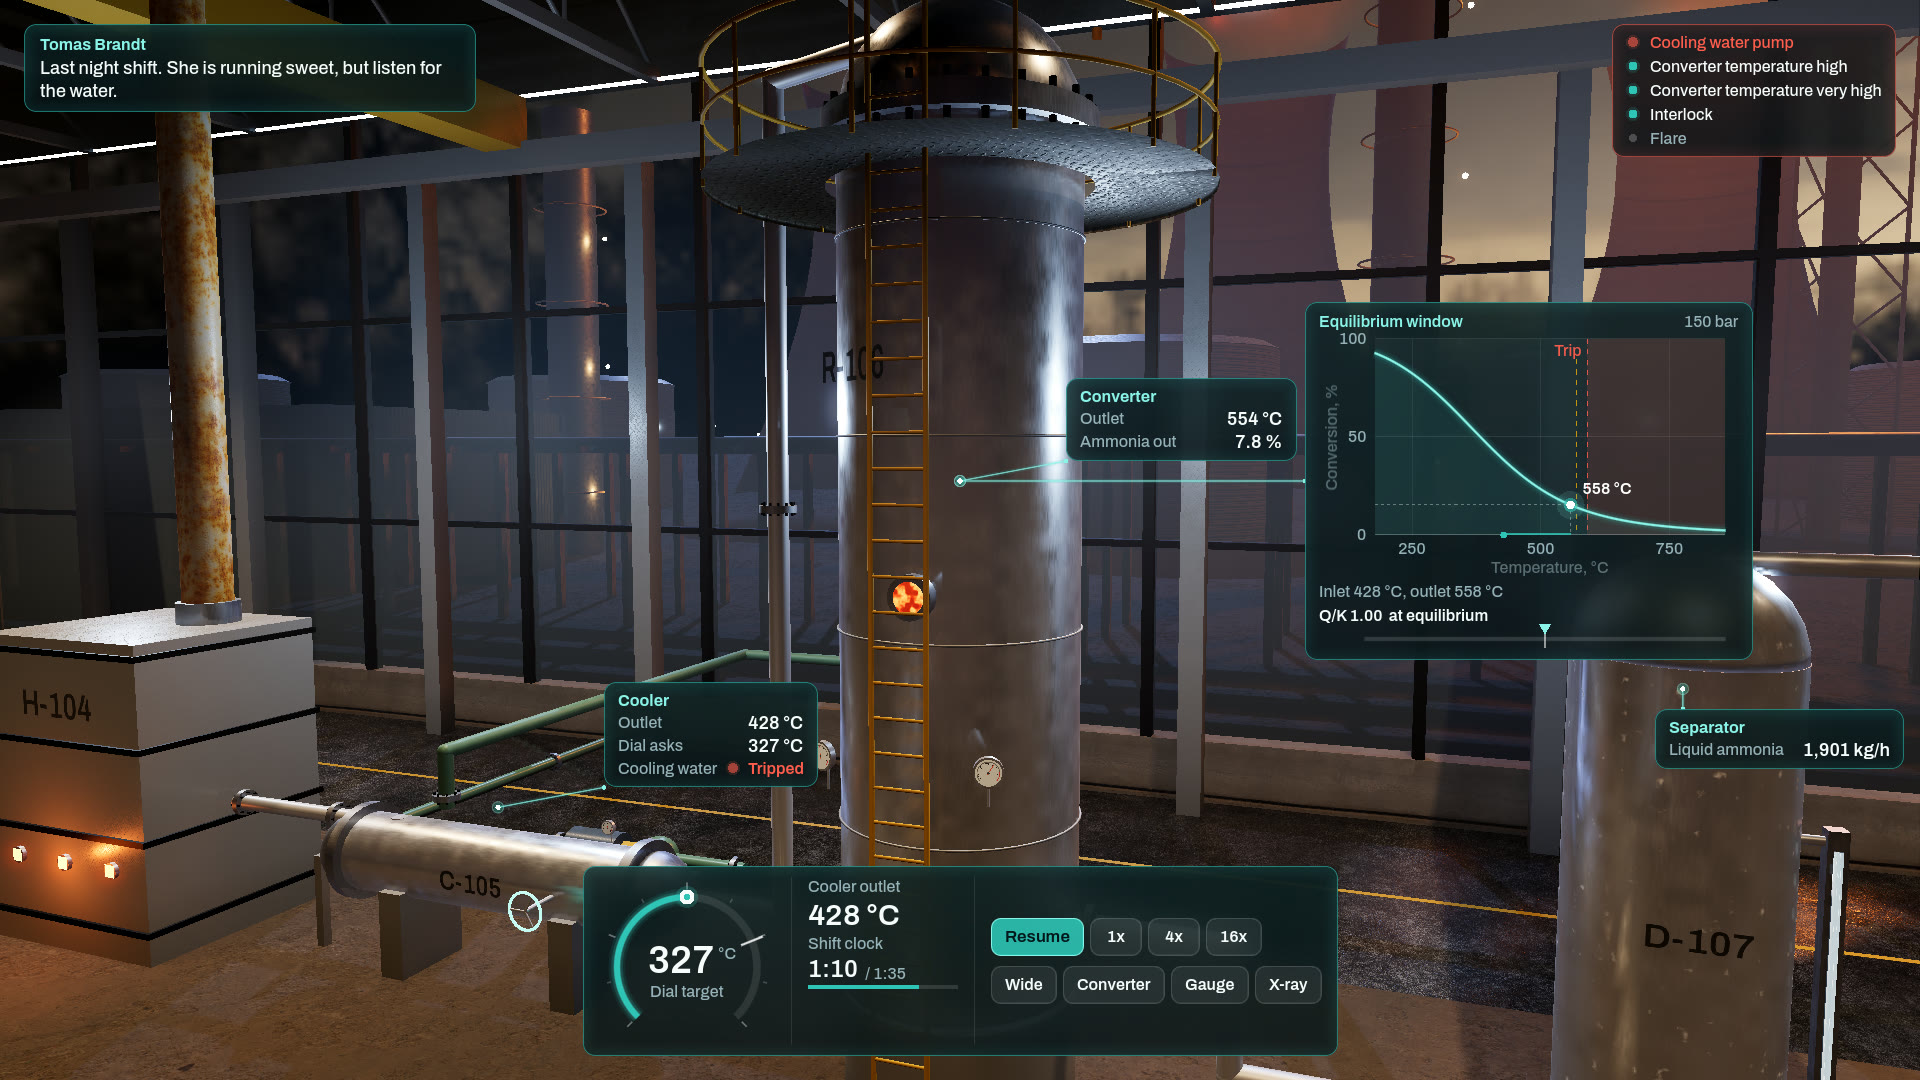 Tomas Brandt
Last night shift. She is running sweet, but listen for
the water.
Cooling water pump
Converter temperature high
Converter temperature very high
Interlock
Flare
R-106
Equilibrium window
150 bar
100
50
0
Conversion, %
Trip
558 °C
250
500
750
Temperature, °C
Inlet 428 °C, outlet 558 °C
Q/K 1.00 at equilibrium
Converter
Outlet 554 °C
Ammonia out 7.8 %
H-104
Cooler
Outlet 428 °C
Dial asks 327 °C
Cooling water Tripped
Separator
Liquid ammonia 1,901 kg/h
C-105
D-107
327 °C
Dial target
Cooler outlet
428 °C
Shift clock
1:10 / 1:35
Resume
1x
4x
16x
Wide
Converter
Gauge
X-ray